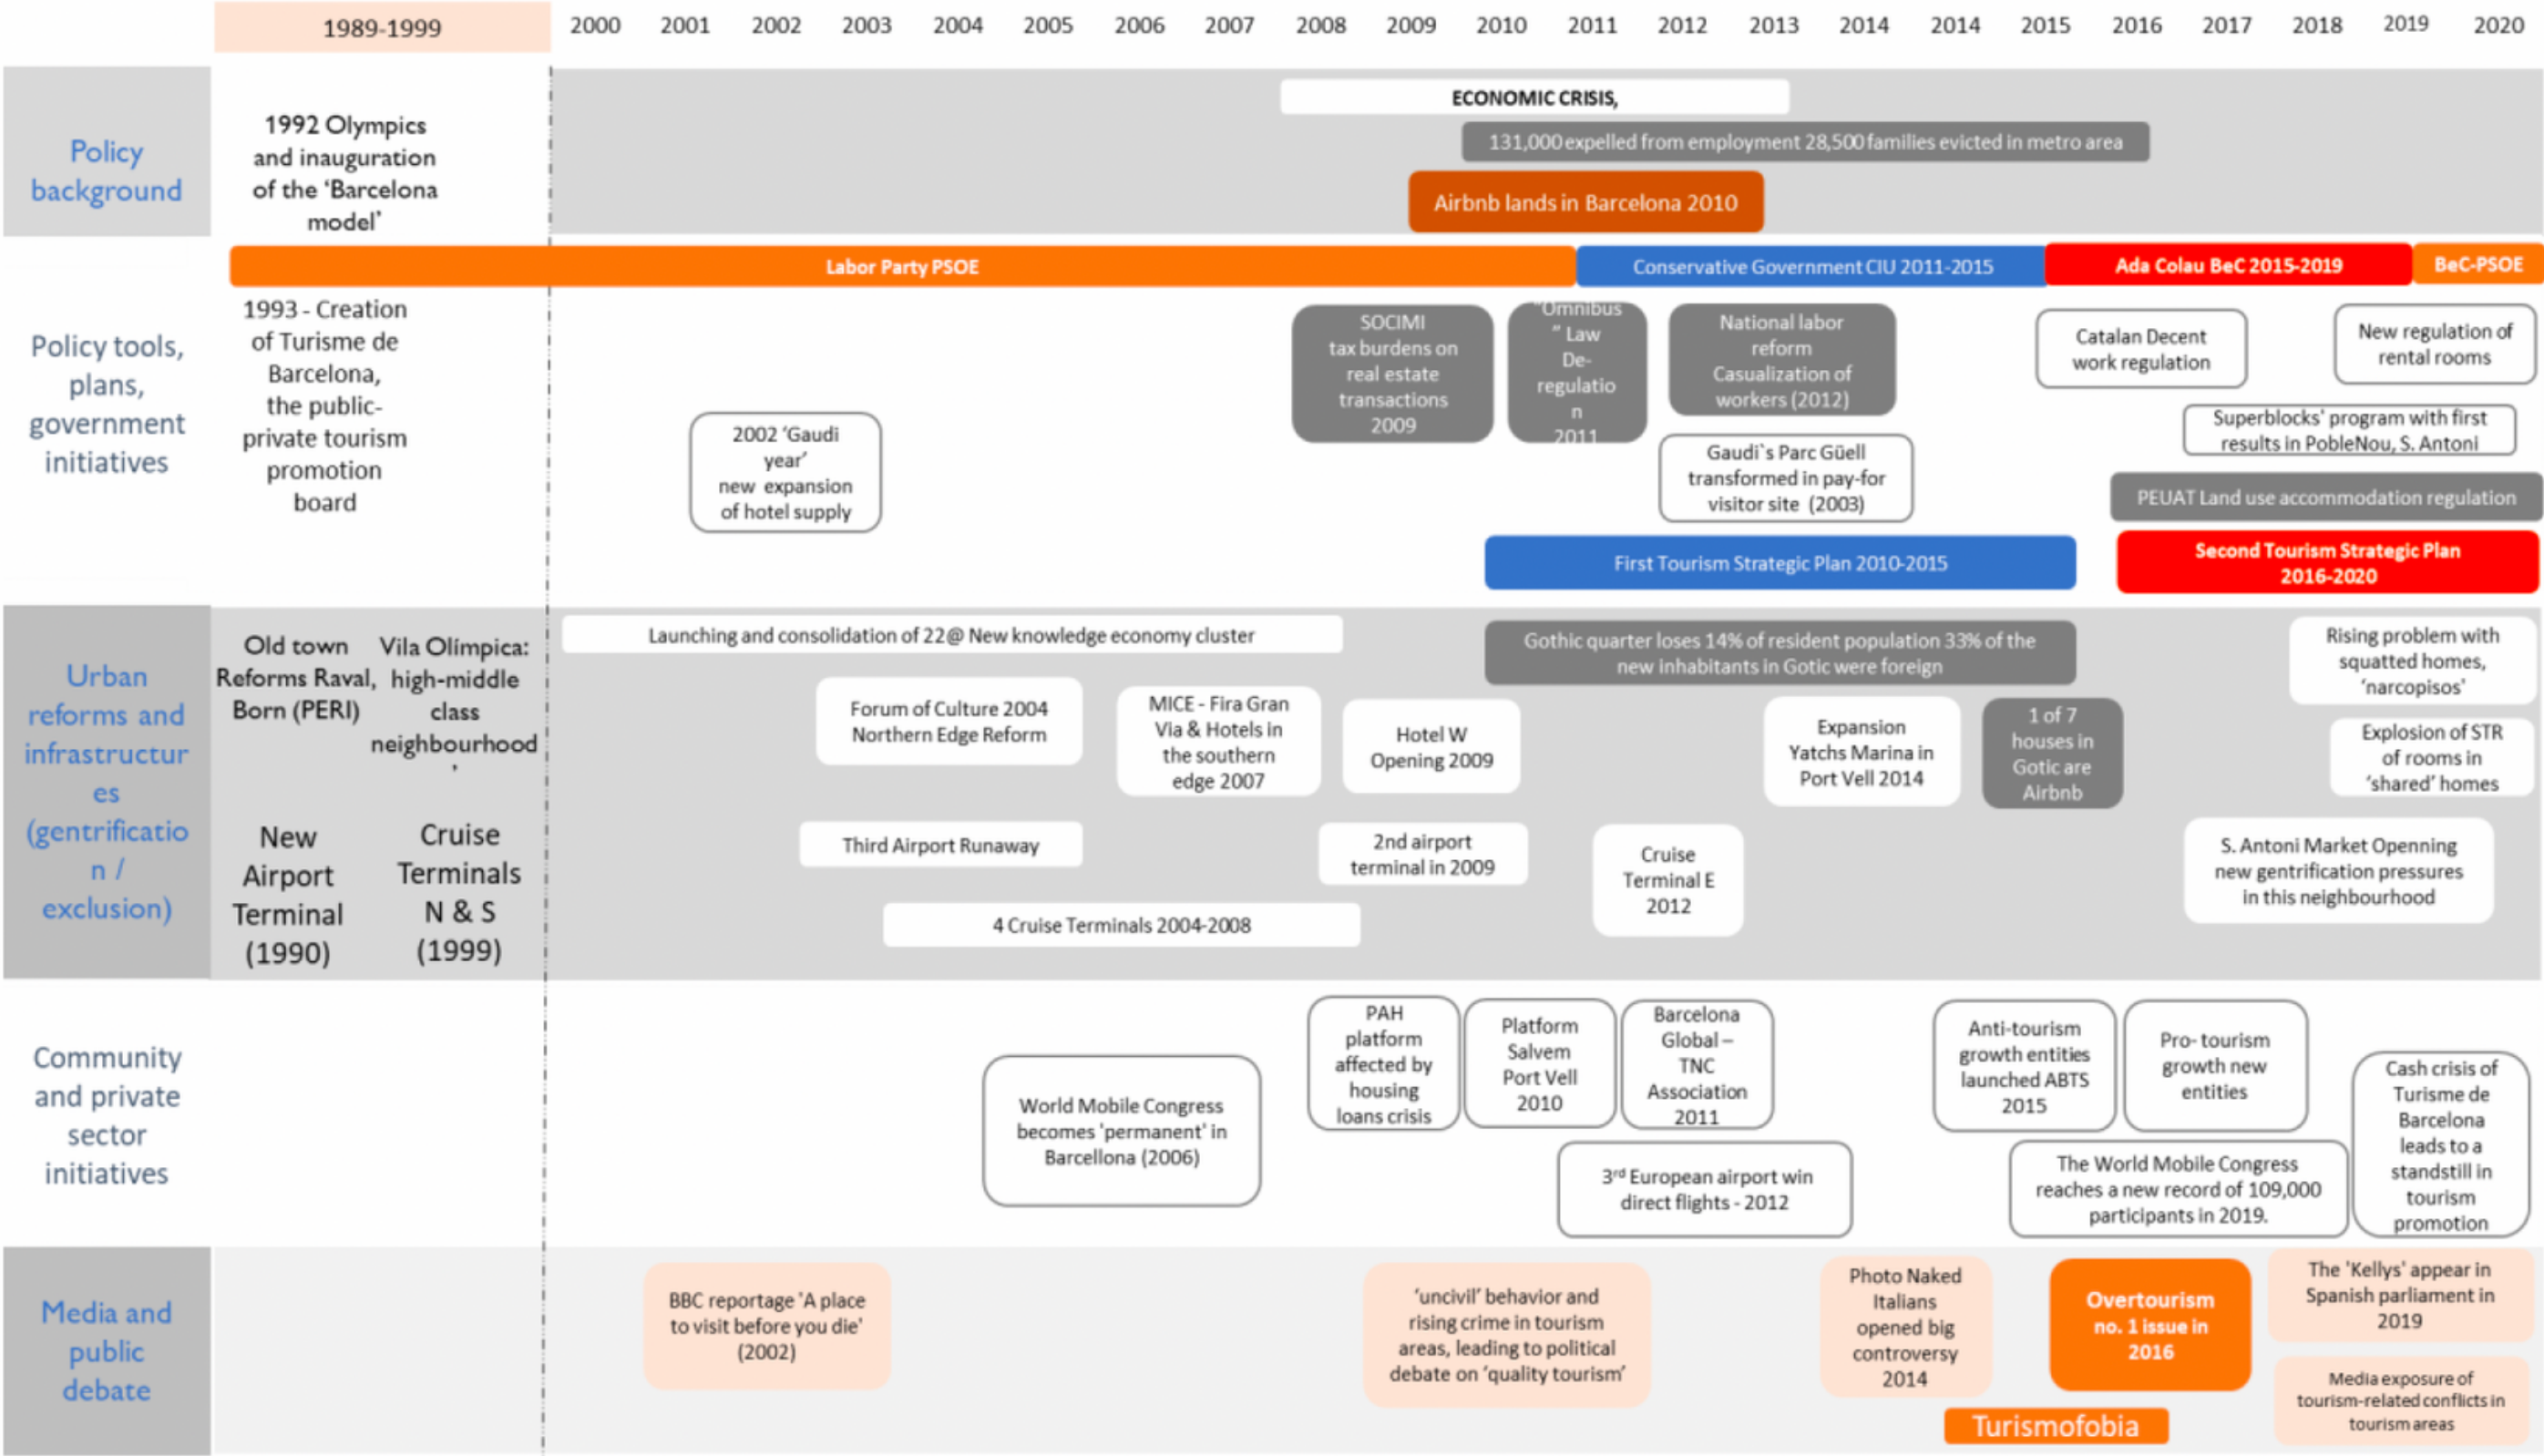 1989-1999
2000
2001
2002
2003
2004
2005
2006
2007
2008
2009
2010
2011
2012
2013
2014
2014
2015
2016
2017
2018
2019
2020
Policy
background
1992 Olympics
and inauguration
of the ‘Barcelona
model’
ECONOMIC CRISIS,
131,000 expelled from employment 28,500 families evicted in metro area
Airbnb lands in Barcelona 2010
Labor Party PSOE
Conservative Government CIU 2011-2015
Ada Colau BeC 2015-2019
BeC-PSOE
Policy tools,
plans,
government
initiatives
1993 - Creation
of Turisme de
Barcelona,
the public-
private tourism
promotion
board
2002 ‘Gaudi
year’
new expansion
of hotel supply
SOCIMI
tax burdens on
real estate
transactions
2009
“Omnibus
” Law
De-
regulatio
n
2011
National labor
reform
Casualization of
workers (2012)
Gaudi`s Parc Güell
transformed in pay-for
visitor site (2003)
Catalan Decent
work regulation
New regulation of
rental rooms
Superblocks' program with first
results in PobleNou, S. Antoni
PEUAT Land use accommodation regulation
First Tourism Strategic Plan 2010-2015
Second Tourism Strategic Plan
2016-2020
Urban
reforms and
infrastructur
es
(gentrificatio
n /
exclusion)
Old town
Reforms Raval,
Born (PERI)
Vila Olímpica:
high-middle
class
neighbourhood
’
New
Airport
Terminal
(1990)
Cruise
Terminals
N & S
(1999)
Launching and consolidation of 22@ New knowledge economy cluster
Forum of Culture 2004
Northern Edge Reform
MICE - Fira Gran
Via & Hotels in
the southern
edge 2007
Hotel W
Opening 2009
Gothic quarter loses 14% of resident population 33% of the
new inhabitants in Gotic were foreign
Expansion
Yatchs Marina in
Port Vell 2014
1 of 7
houses in
Gotic are
Airbnb
Rising problem with
squatted homes,
‘narcopisos'
Explosion of STR
of rooms in
‘shared’ homes
Third Airport Runaway
2nd airport
terminal in 2009
Cruise
Terminal E
2012
S. Antoni Market Openning
new gentrification pressures
in this neighbourhood
4 Cruise Terminals 2004-2008
Community
and private
sector
initiatives
World Mobile Congress
becomes 'permanent' in
Barcellona (2006)
PAH
platform
affected by
housing
loans crisis
Platform
Salvem
Port Vell
2010
Barcelona
Global –
TNC
Association
2011
3rd European airport win
direct flights - 2012
Anti-tourism
growth entities
launched ABTS
2015
Pro- tourism
growth new
entities
The World Mobile Congress
reaches a new record of 109,000
participants in 2019.
Cash crisis of
Turisme de
Barcelona
leads to a
standstill in
tourism
promotion
Media and
public
debate
BBC reportage 'A place
to visit before you die'
(2002)
‘uncivil’ behavior and
rising crime in tourism
areas, leading to political
debate on ‘quality tourism’
Photo Naked
Italians
opened big
controversy
2014
Overtourism
no. 1 issue in
2016
Turismofobia
The 'Kellys' appear in
Spanish parliament in
2019
Media exposure of
tourism-related conflicts in
tourism areas